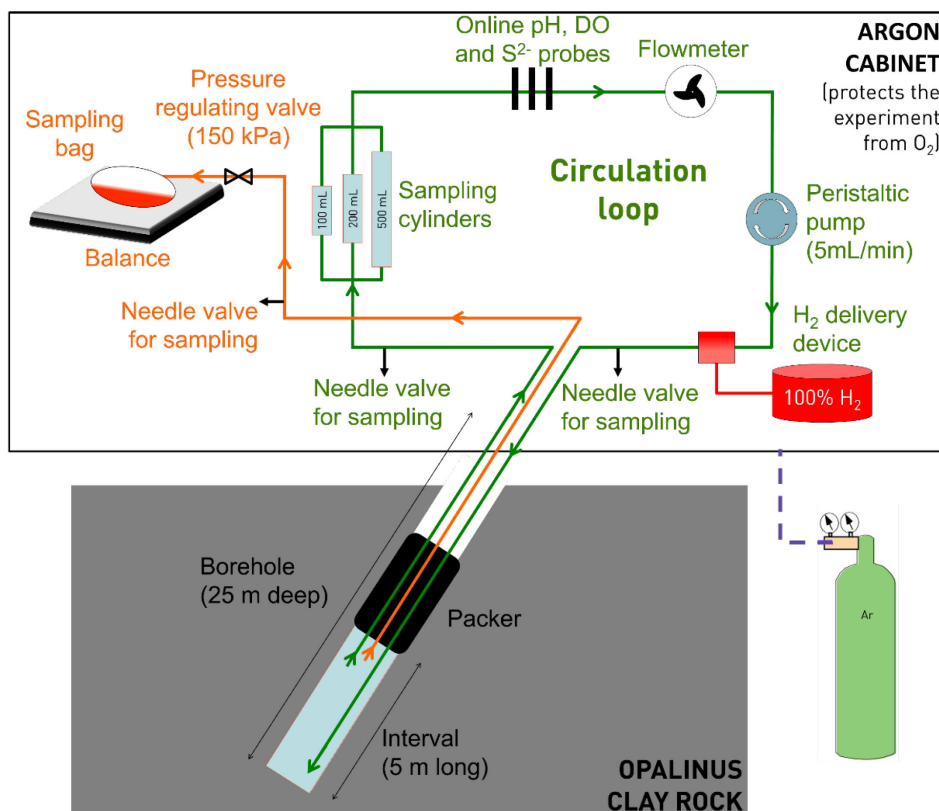 ARGON
CABINET
(protects the
experiment
from O₂)
Online pH, DO
and S²⁻ probes
Flowmeter
Pressure
regulating valve
(150 kPa)
Sampling
bag
Balance
100 mL
200 mL
500 mL
Sampling
cylinders
Circulation
loop
Peristaltic
pump
(5mL/min)
Needle valve
for sampling
Needle valve
for sampling
Needle valve
for sampling
H₂ delivery
device
100% H₂
Borehole
(25 m deep)
Packer
Interval
(5 m long)
OPALINUS
CLAY ROCK
Ar